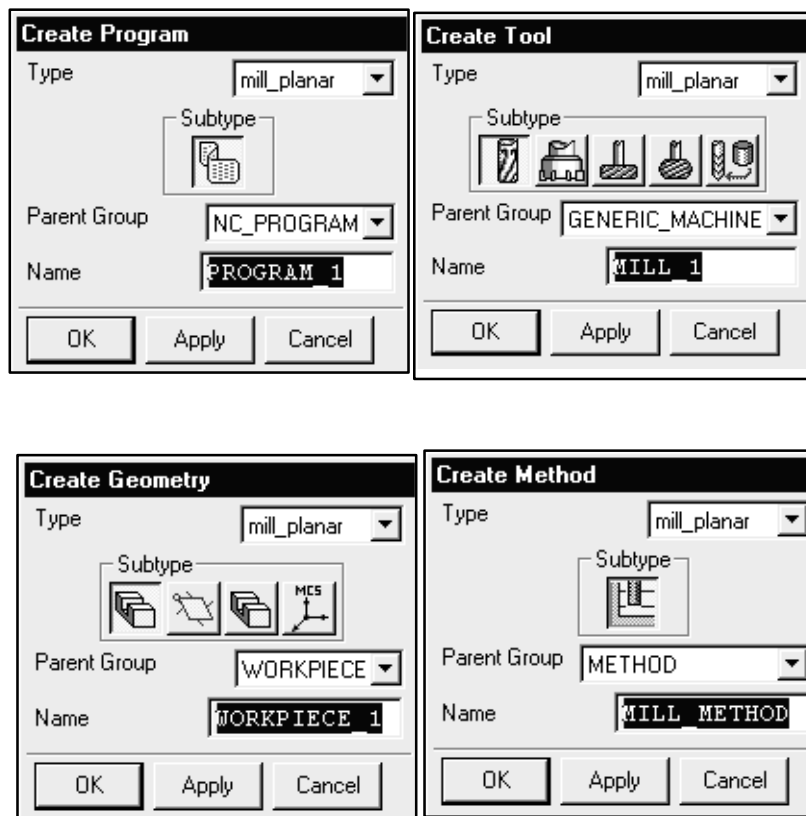 Create Program
Type mill_planar
Subtype
Parent Group NC_PROGRAM
Name PROGRAM_1
OK Apply Cancel
Create Tool
Type mill_planar
Subtype
Parent Group GENERIC_MACHINE
Name MILL_1
OK Apply Cancel
Create Geometry
Type mill_planar
Subtype
MCS
Parent Group WORKPIECE
Name WORKPIECE_1
OK Apply Cancel
Create Method
Type mill_planar
Subtype
Parent Group METHOD
Name MILL_METHOD
OK Apply Cancel